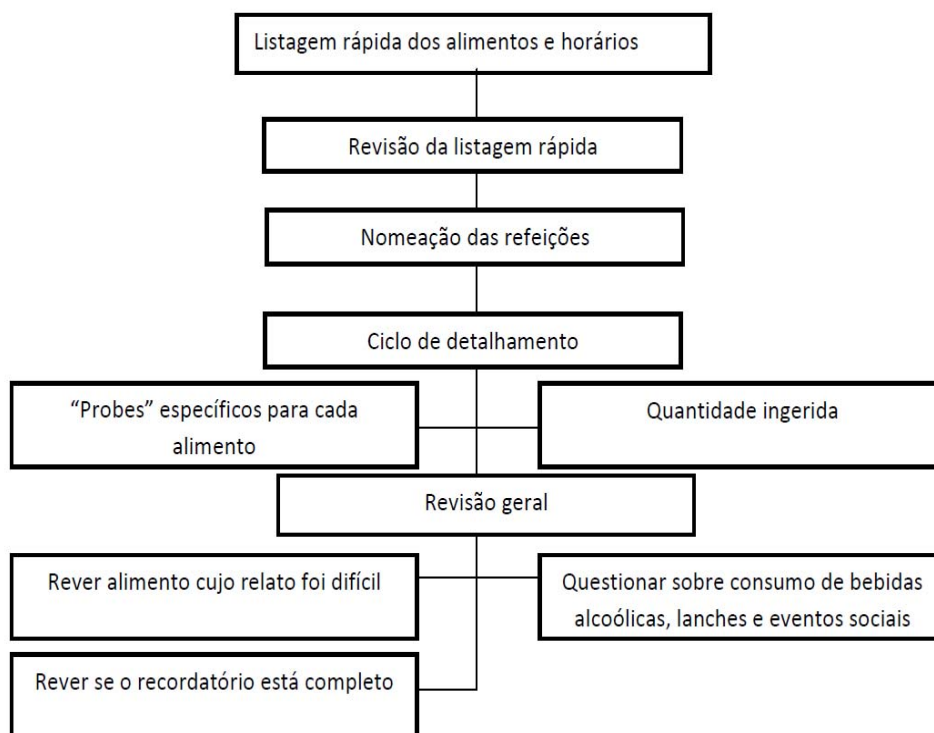 Listagem rápida dos alimentos e horários
Revisão da listagem rápida
Nomeação das refeições
Ciclo de detalhamento
“Probes” específicos para cada
alimento
Quantidade ingerida
Revisão geral
Rever alimento cujo relato foi difícil
Questionar sobre consumo de bebidas
alcoólicas, lanches e eventos sociais
Rever se o recordatório está completo